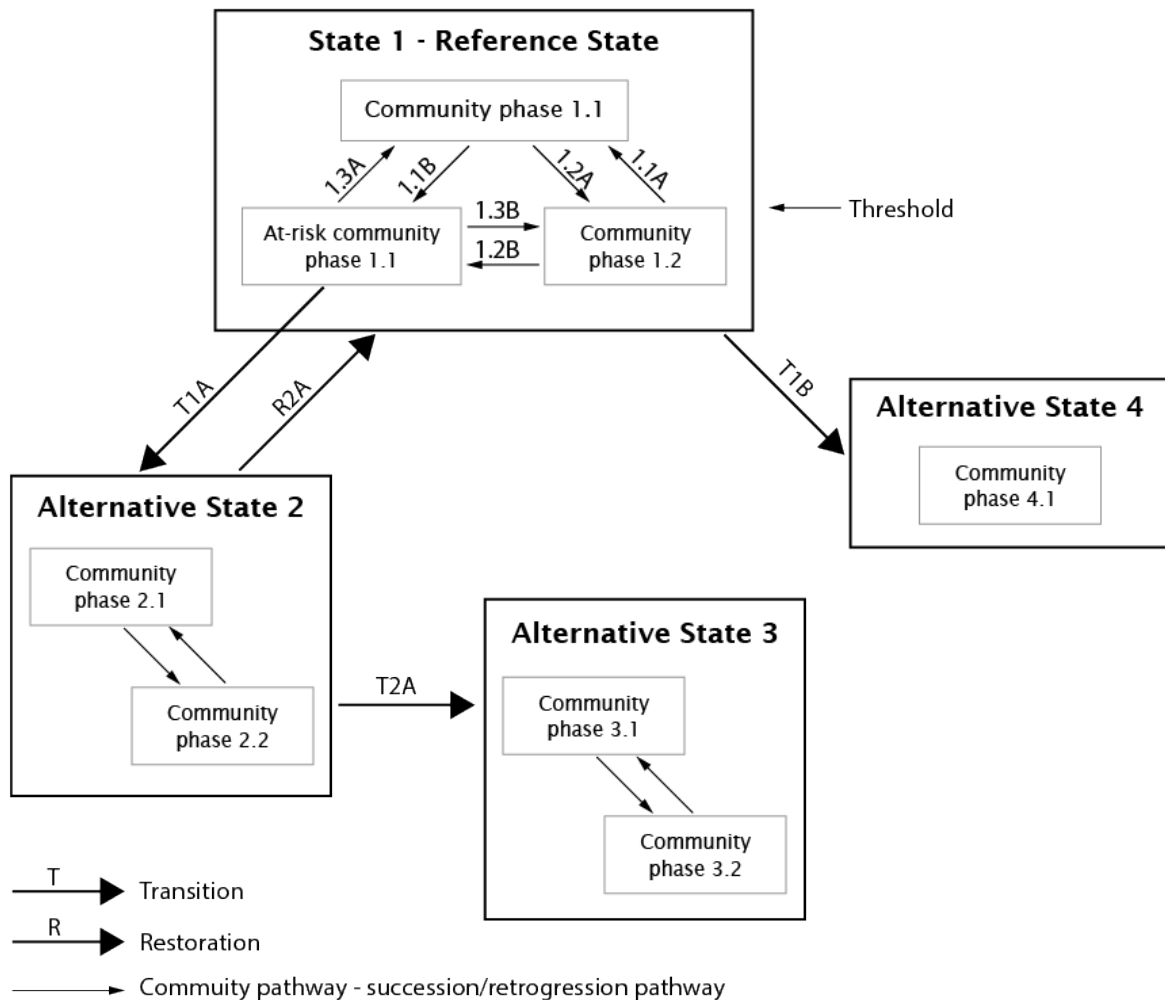 State 1 - Reference State
Community phase 1.1
1.3A
1.1B
1.2A
1.1A
At-risk community
phase 1.1
1.3B
1.2B
Community
phase 1.2
Threshold
T1A
R2A
T1B
Alternative State 4
Community
phase 4.1
Alternative State 2
Community
phase 2.1
Community
phase 2.2
T2A
Alternative State 3
Community
phase 3.1
Community
phase 3.2
T
Transition
R
Restoration
Commuity pathway - succession/retrogression pathway